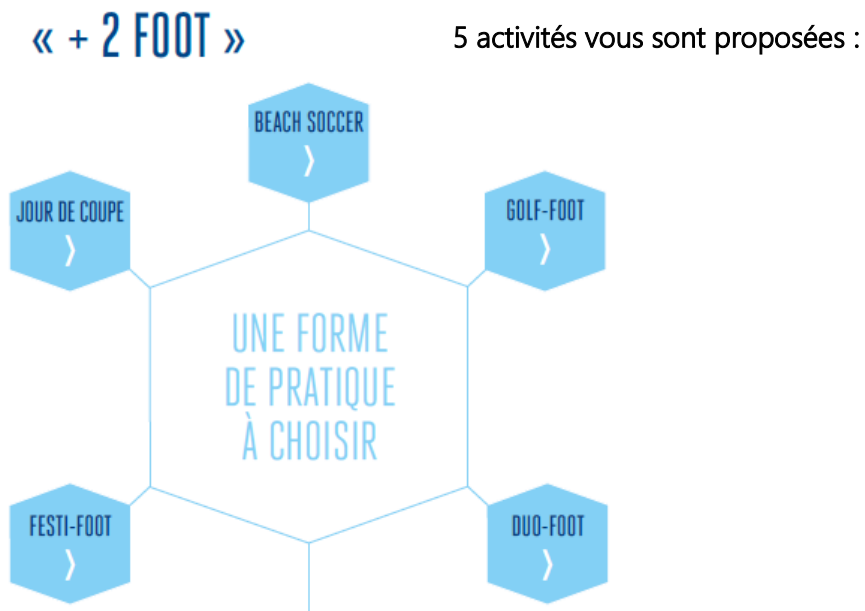 « + 2 FOOT »
5 activités vous sont proposées :
BEACH SOCCER
JOUR DE COUPE
GOLF-FOOT
UNE FORME
DE PRATIQUE
À CHOISIR
FESTI-FOOT
DUO-FOOT